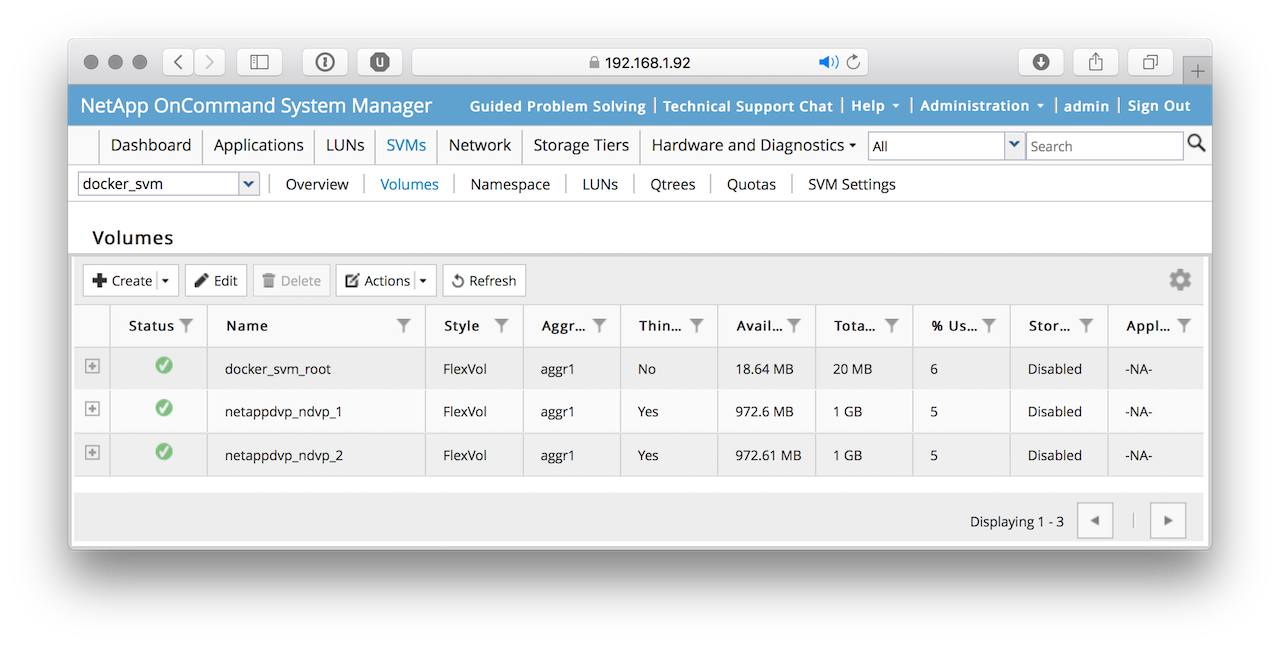 192.168.1.92
NetApp OnCommand System Manager Guided Problem Solving | Technical Support Chat | Help | Administration | admin | Sign Out
Dashboard Applications LUNs SVMs Network Storage Tiers Hardware and Diagnostics All Search
docker_svm Overview Volumes Namespace LUNs Qtrees Quotas SVM Settings
Volumes
Create Edit Delete Actions Refresh
Status Name Style Aggr... Thin... Avail... Tota... % Us... Stor... Appl...
docker_svm_root FlexVol aggr1 No 18.64 MB 20 MB 6 Disabled -NA-
netappdvp_ndvp_1 FlexVol aggr1 Yes 972.6 MB 1 GB 5 Disabled -NA-
netappdvp_ndvp_2 FlexVol aggr1 Yes 972.61 MB 1 GB 5 Disabled -NA-
Displaying 1 - 3